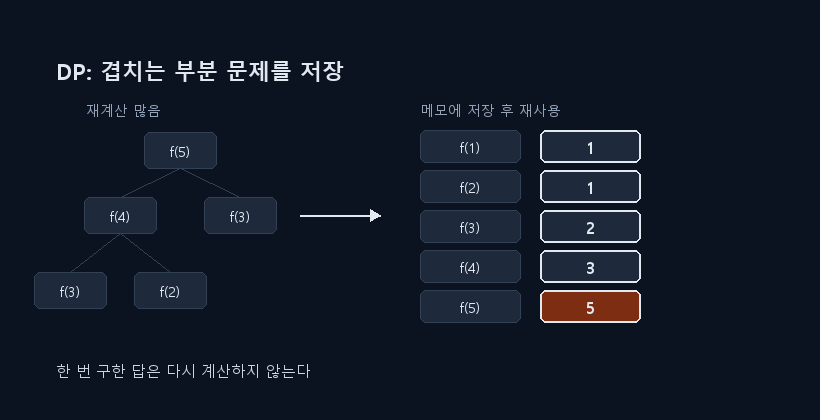 DP: 겹치는 부분 문제를 저장
재계산 많음
f(5)
f(4)
f(3)
f(3)
f(2)
메모에 저장 후 재사용
f(1) 1
f(2) 1
f(3) 2
f(4) 3
f(5) 5
한 번 구한 답은 다시 계산하지 않는다